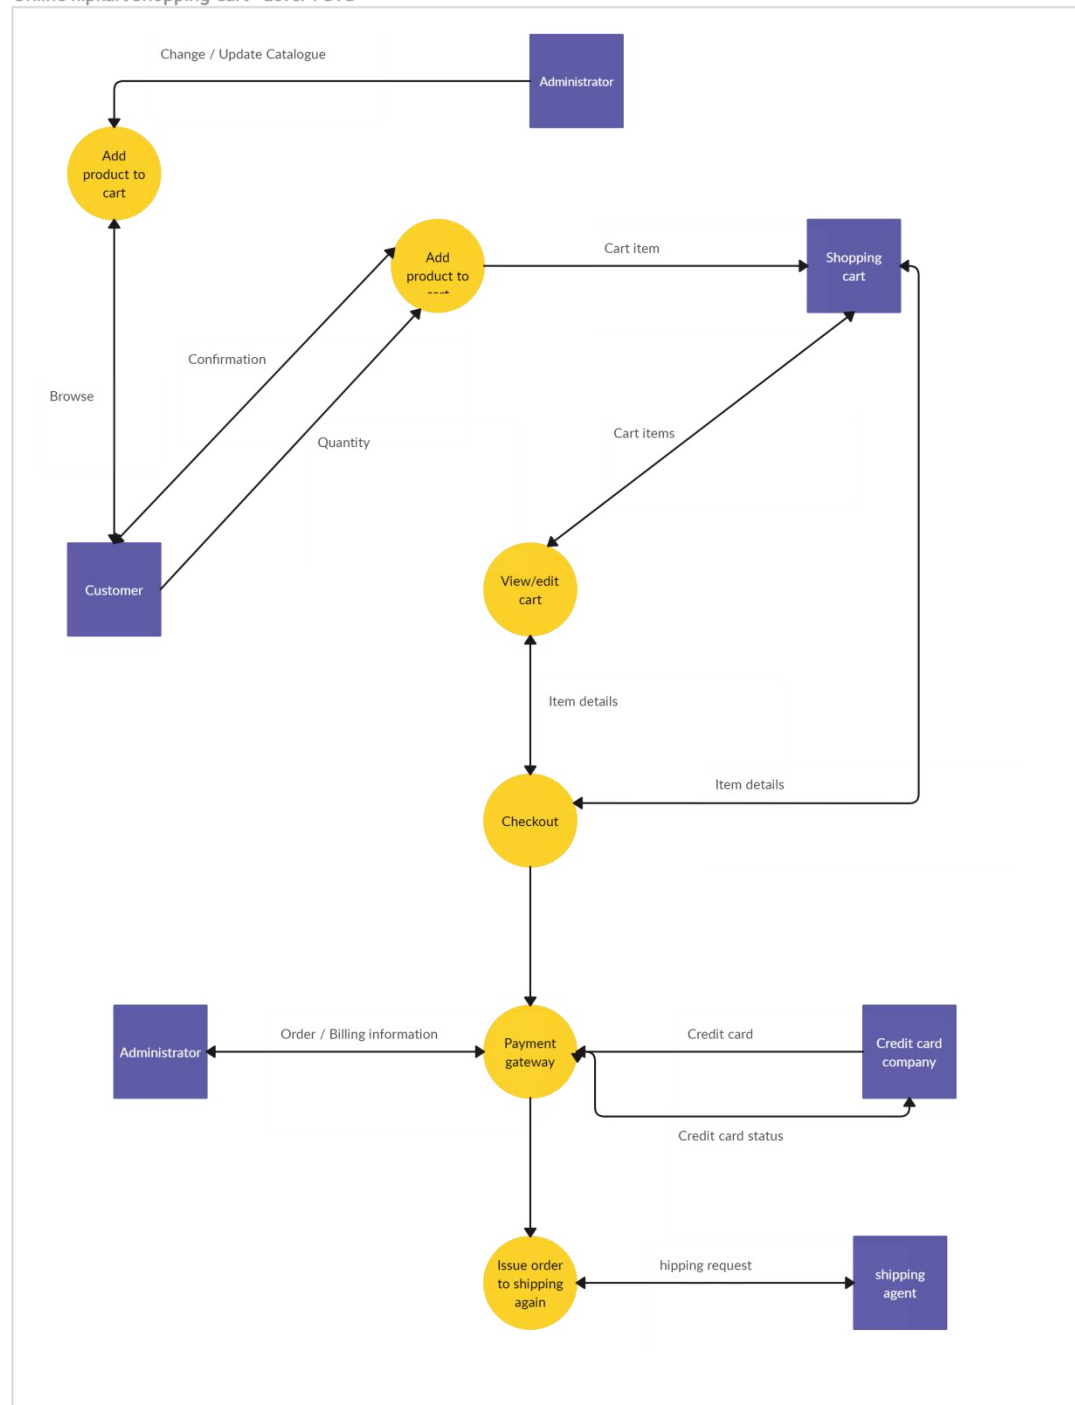 Change / Update Catalogue
Administrator
Add
product to
cart
Add
product to
Cart item
Shopping
cart
Confirmation
Browse
Quantity
Cart items
Customer
View/edit
cart
Item details
Item details
Checkout
Administrator
Order / Billing information
Payment
gateway
Credit card
Credit card
company
Credit card status
Issue order
to shipping
again
hipping request
shipping
agent